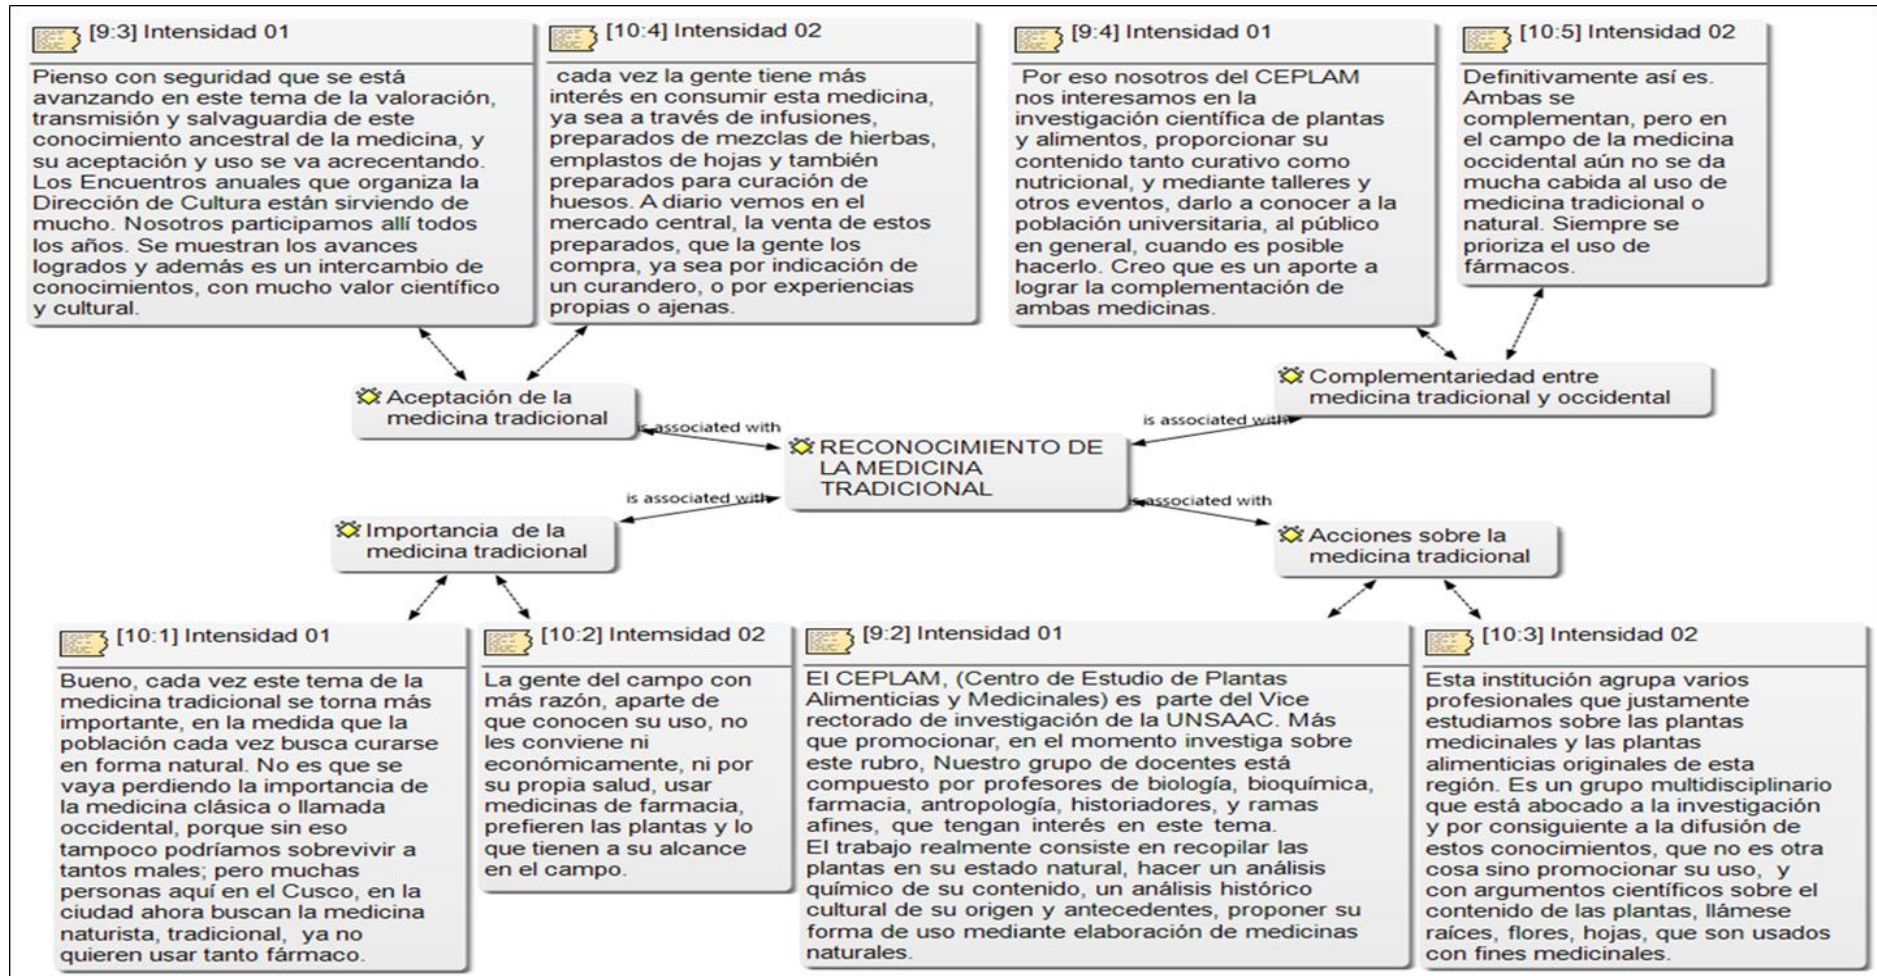 [9:3] Intensidad 01
Pienso con seguridad que se está
avanzando en este tema de la valoración,
transmisión y salvaguardia de este
conocimiento ancestral de la medicina, y
su aceptación y uso se va acrecentando.
Los Encuentros anuales que organiza la
Dirección de Cultura están sirviendo de
mucho. Nosotros participamos allí todos
los años. Se muestran los avances
logrados y además es un intercambio de
conocimientos, con mucho valor científico
y cultural.
[10:4] Intensidad 02
cada vez la gente tiene más
interés en consumir esta medicina,
ya sea a través de infusiones,
preparados de mezclas de hierbas,
emplastos de hojas y también
preparados para curación de
huesos. A diario vemos en el
mercado central, la venta de estos
preparados, que la gente los
compra, ya sea por indicación de
un curandero, o por experiencias
propias o ajenas.
[9:4] Intensidad 01
Por eso nosotros del CEPLAM
nos interesamos en la
investigación científica de plantas
y alimentos, proporcionar su
contenido tanto curativo como
nutricional, y mediante talleres y
otros eventos, darlo a conocer a la
población universitaria, al público
en general, cuando es posible
hacerlo. Creo que es un aporte a
lograr la complementación de
ambas medicinas.
[10:5] Intensidad 02
Definitivamente así es.
Ambas se
complementan, pero en
el campo de la medicina
occidental aún no se da
mucha cabida al uso de
medicina tradicional o
natural. Siempre se
prioriza el uso de
fármacos.
Aceptación de la
medicina tradicional
Complementariedad entre
medicina tradicional y occidental
is associated with
is associated with
RECONOCIMIENTO DE
LA MEDICINA
TRADICIONAL
is associated with
is associated with
Importancia de la
medicina tradicional
Acciones sobre la
medicina tradicional
[10:1] Intensidad 01
Bueno, cada vez este tema de la
medicina tradicional se torna más
importante, en la medida que la
población cada vez busca curarse
en forma natural. No es que se
vaya perdiendo la importancia de
la medicina clásica o llamada
occidental, porque sin eso
tampoco podríamos sobrevivir a
tantos males; pero muchas
personas aquí en el Cusco, en la
ciudad ahora buscan la medicina
naturista, tradicional, ya no
quieren usar tanto fármaco.
[10:2] Intemsidad 02
La gente del campo con
más razón, aparte de
que conocen su uso, no
les conviene ni
económicamente, ni por
su propia salud, usar
medicinas de farmacia,
prefieren las plantas y lo
que tienen a su alcance
en el campo.
[9:2] Intensidad 01
El CEPLAM, (Centro de Estudio de Plantas
Alimenticias y Medicinales) es parte del Vice
rectorado de investigación de la UNSAAC. Más
que promocionar, en el momento investiga sobre
este rubro, Nuestro grupo de docentes está
compuesto por profesores de biología, bioquímica,
farmacia, antropología, historiadores, y ramas
afines, que tengan interés en este tema.
El trabajo realmente consiste en recopilar las
plantas en su estado natural, hacer un análisis
químico de su contenido, un análisis histórico
cultural de su origen y antecedentes, proponer su
forma de uso mediante elaboración de medicinas
naturales.
[10:3] Intensidad 02
Esta institución agrupa varios
profesionales que justamente
estudiamos sobre las plantas
medicinales y las plantas
alimenticias originales de esta
región. Es un grupo multidisciplinario
que está abocado a la investigación
y por consiguiente a la difusión de
estos conocimientos, que no es otra
cosa sino promocionar su uso, y
con argumentos científicos sobre el
contenido de las plantas, llámese
raíces, flores, hojas, que son usados
con fines medicinales.